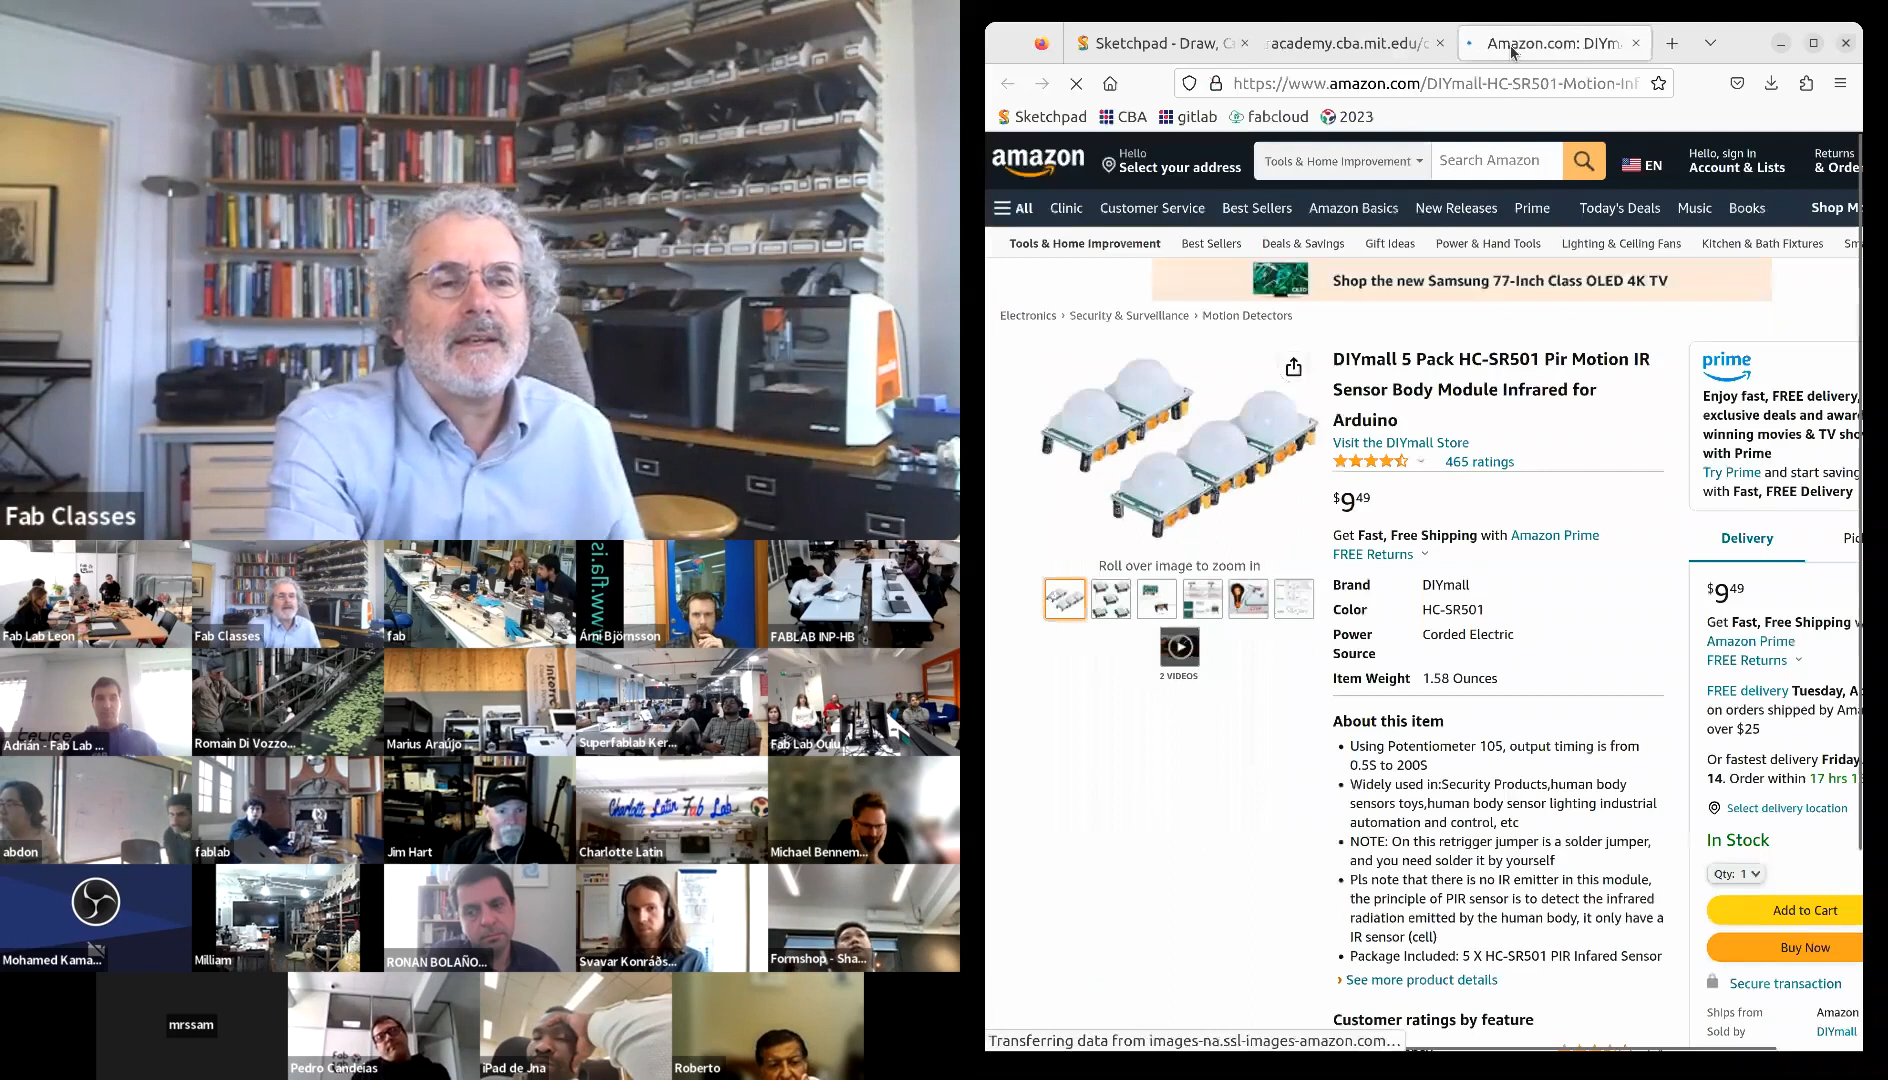 Fab Classes
Fab Lab Leon
Fab Classes
fab
www.fla.si
Árni Björnsson
FABLAB INP-HB
Adrián - Fab Lab ...
Romain Di Vozzo...
Marius Araújo
Superfablab Ker...
Fab Lab Oulu
abdon
fablab
Jim Hart
Charlotte Latin Fab Lab
Charlotte Latin
Michael Bennem...
Mohamed Kama...
Milliam
RONAN BOLAÑO...
Svavar Konráðs...
Formshop - Sha...
mrssam
Pedro Candeias
iPad de Jna
Roberto
Sketchpad - Draw, C
academy.cba.mit.edu/c
Amazon.com: DIYm
https://www.amazon.com/DIYmall-HC-SR501-Motion-Inf
Sketchpad
CBA
gitlab
fabcloud
2023
amazon
Hello
Select your address
Tools & Home Improvement
Search Amazon
EN
Hello, sign in
Account & Lists
Returns
& Orde
All Clinic Customer Service Best Sellers Amazon Basics New Releases Prime Today's Deals Music Books Shop M
Tools & Home Improvement Best Sellers Deals & Savings Gift Ideas Power & Hand Tools Lighting & Ceiling Fans Kitchen & Bath Fixtures Sm
Shop the new Samsung 77-Inch Class OLED 4K TV
Electronics › Security & Surveillance › Motion Detectors
DIYmall 5 Pack HC-SR501 Pir Motion IR
Sensor Body Module Infrared for
Arduino
Visit the DIYmall Store
465 ratings
$9 49
Get Fast, Free Shipping with Amazon Prime
FREE Returns
Roll over image to zoom in
2 VIDEOS
Brand DIYmall
Color HC-SR501
Power Source Corded Electric
Item Weight 1.58 Ounces
About this item
• Using Potentiometer 105, output timing is from
0.5S to 200S
• Widely used in:Security Products,human body
sensors toys,human body sensor lighting industrial
automation and control, etc
• NOTE: On this retrigger jumper is a solder jumper,
and you need solder it by yourself
• Pls note that there is no IR emitter in this module,
the principle of PIR sensor is to detect the infrared
radiation emitted by the human body, it only have a
IR sensor (cell)
• Package Included: 5 X HC-SR501 PIR Infared Sensor
› See more product details
Customer ratings by feature
prime
Enjoy fast, FREE delivery,
exclusive deals and awar
winning movies & TV sho
with Prime
Try Prime and start saving
with Fast, FREE Delivery
Delivery
Pic
$9 49
Get Fast, Free Shipping w
Amazon Prime
FREE Returns
FREE delivery Tuesday, A
on orders shipped by Ama
over $25
Or fastest delivery Friday
14. Order within 17 hrs 1
Select delivery location
In Stock
Qty: 1
Add to Cart
Buy Now
Secure transaction
Ships from Amazon
Sold by DIYmall
Transferring data from images-na.ssl-images-amazon.com…